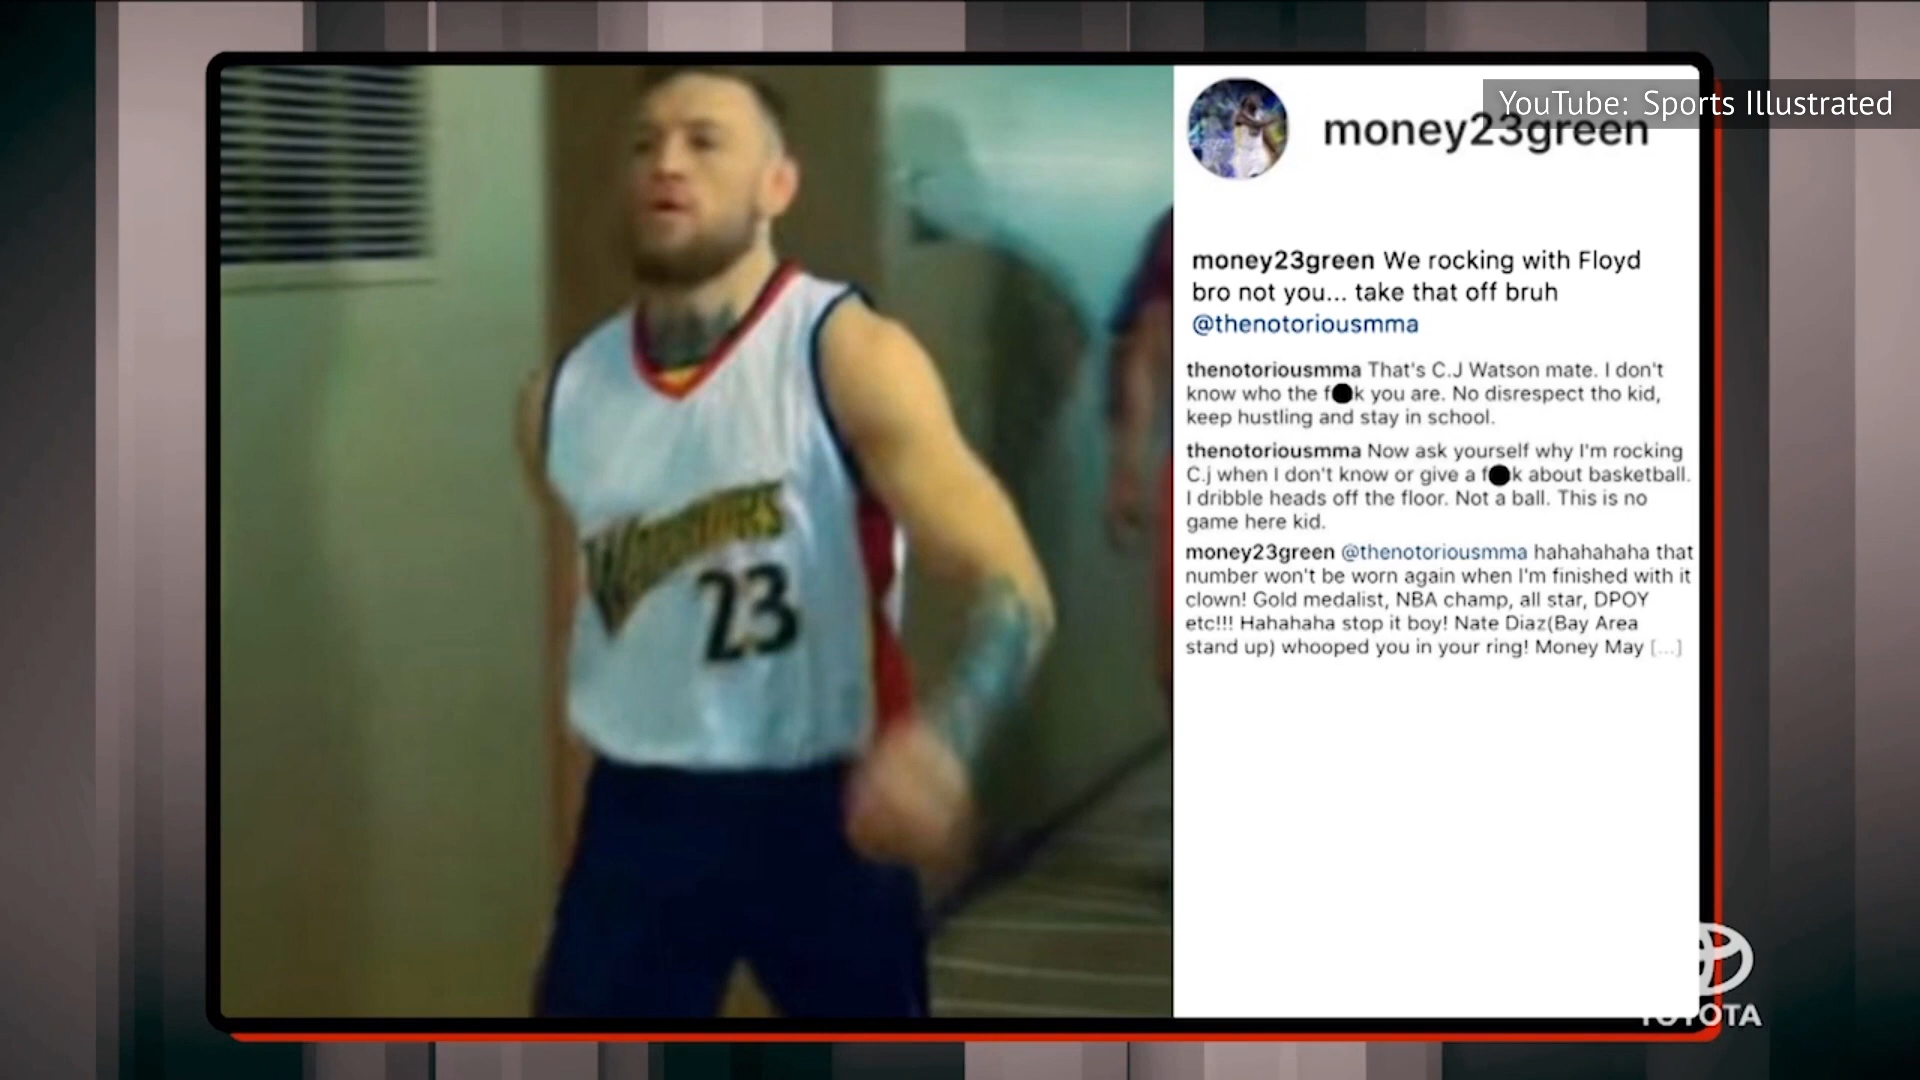 YouTube: Sports Illustrated
money23green
money23green We rocking with Floyd
bro not you... take that off bruh
@thenotoriousmma
thenotoriousmma That's C.J Watson mate. I don't
know who the f●k you are. No disrespect tho kid,
keep hustling and stay in school.
thenotoriousmma Now ask yourself why I'm rocking
C.j when I don't know or give a f●k about basketball.
I dribble heads off the floor. Not a ball. This is no
game here kid.
money23green @thenotoriousmma hahahahaha that
number won't be worn again when I'm finished with it
clown! Gold medalist, NBA champ, all star, DPOY
etc!!! Hahahaha stop it boy! Nate Diaz(Bay Area
stand up) whooped you in your ring! Money May [...]
WARRIORS
23
TOYOTA